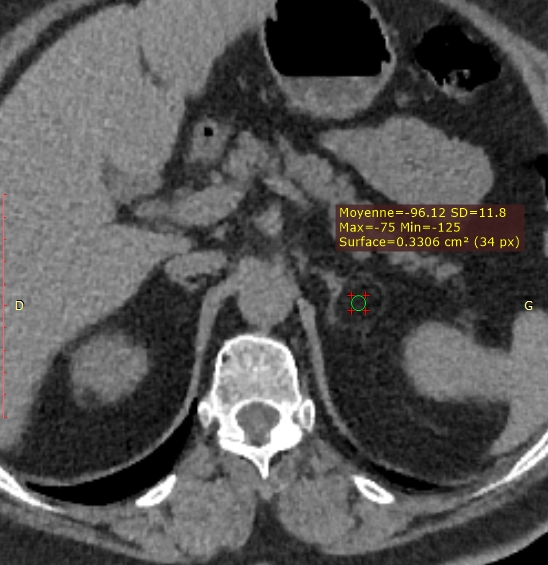 Moyenne=-96.12 SD=11.8
Max=-75 Min=-125
Surface=0.3306 cm² (34 px)
D
G